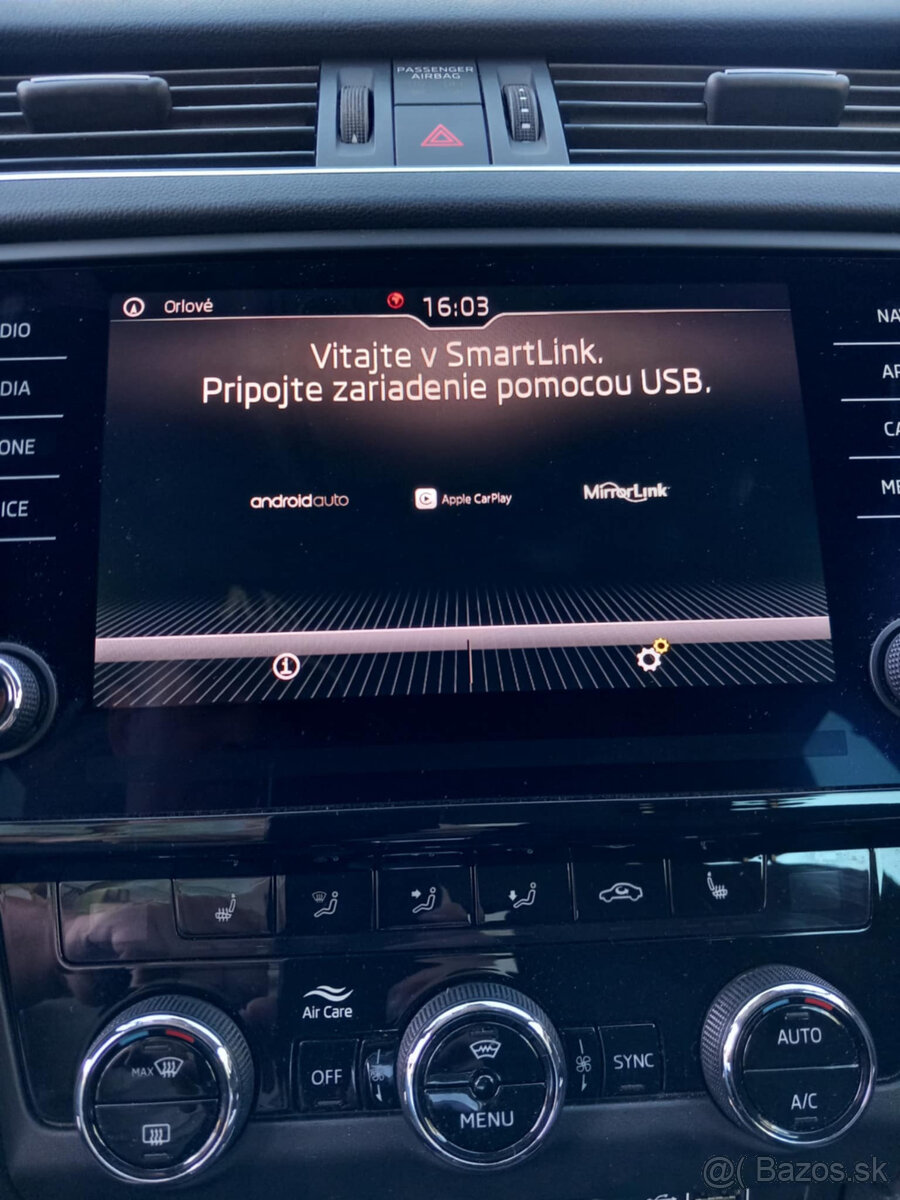 PASSENGER
AIRBAG
Orlové
16:03
Vitajte v SmartLink.
Pripojte zariadenie pomocou USB.
DIO
DIA
ONE
ICE
NA
AP
CA
ME
androidauto
Apple CarPlay
MirrorLink
Air Care
MAX
OFF
MENU
SYNC
AUTO
A/C
@( Bazos.sk